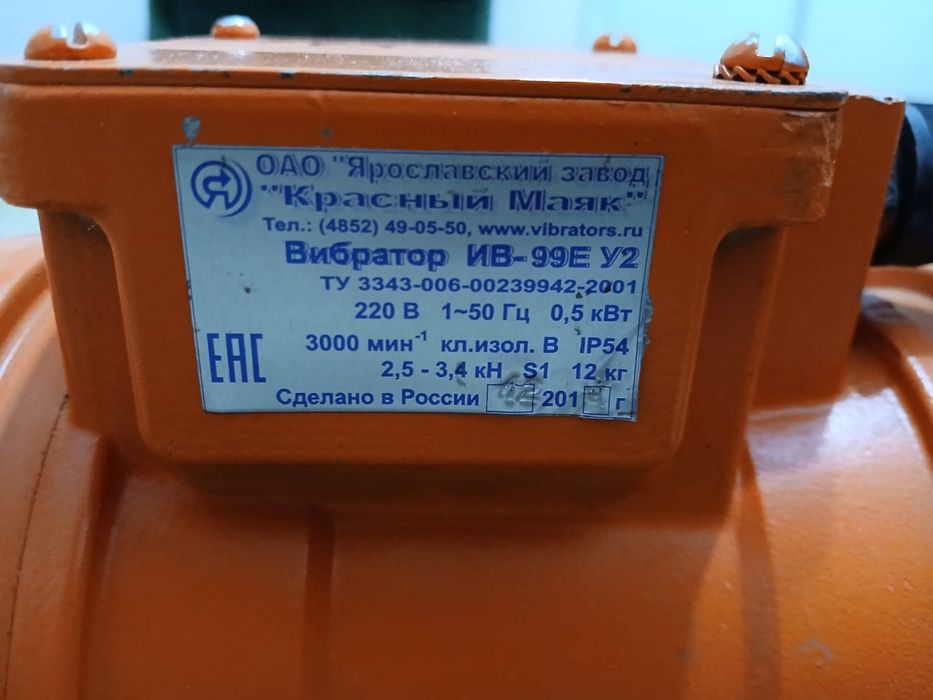 ОАО "Ярославский завод
"Красный Маяк"
Тел.: (4852) 49-05-50, www.vibrators.ru
Вибратор ИВ-99Е У2
ТУ 3343-006-00239942-2001
220 В 1~50 Гц 0,5 кВт
3000 мин⁻¹ кл.изол. В IP54
ЕАС
2,5 - 3,4 кН S1 12 кг
Сделано в России 201 г